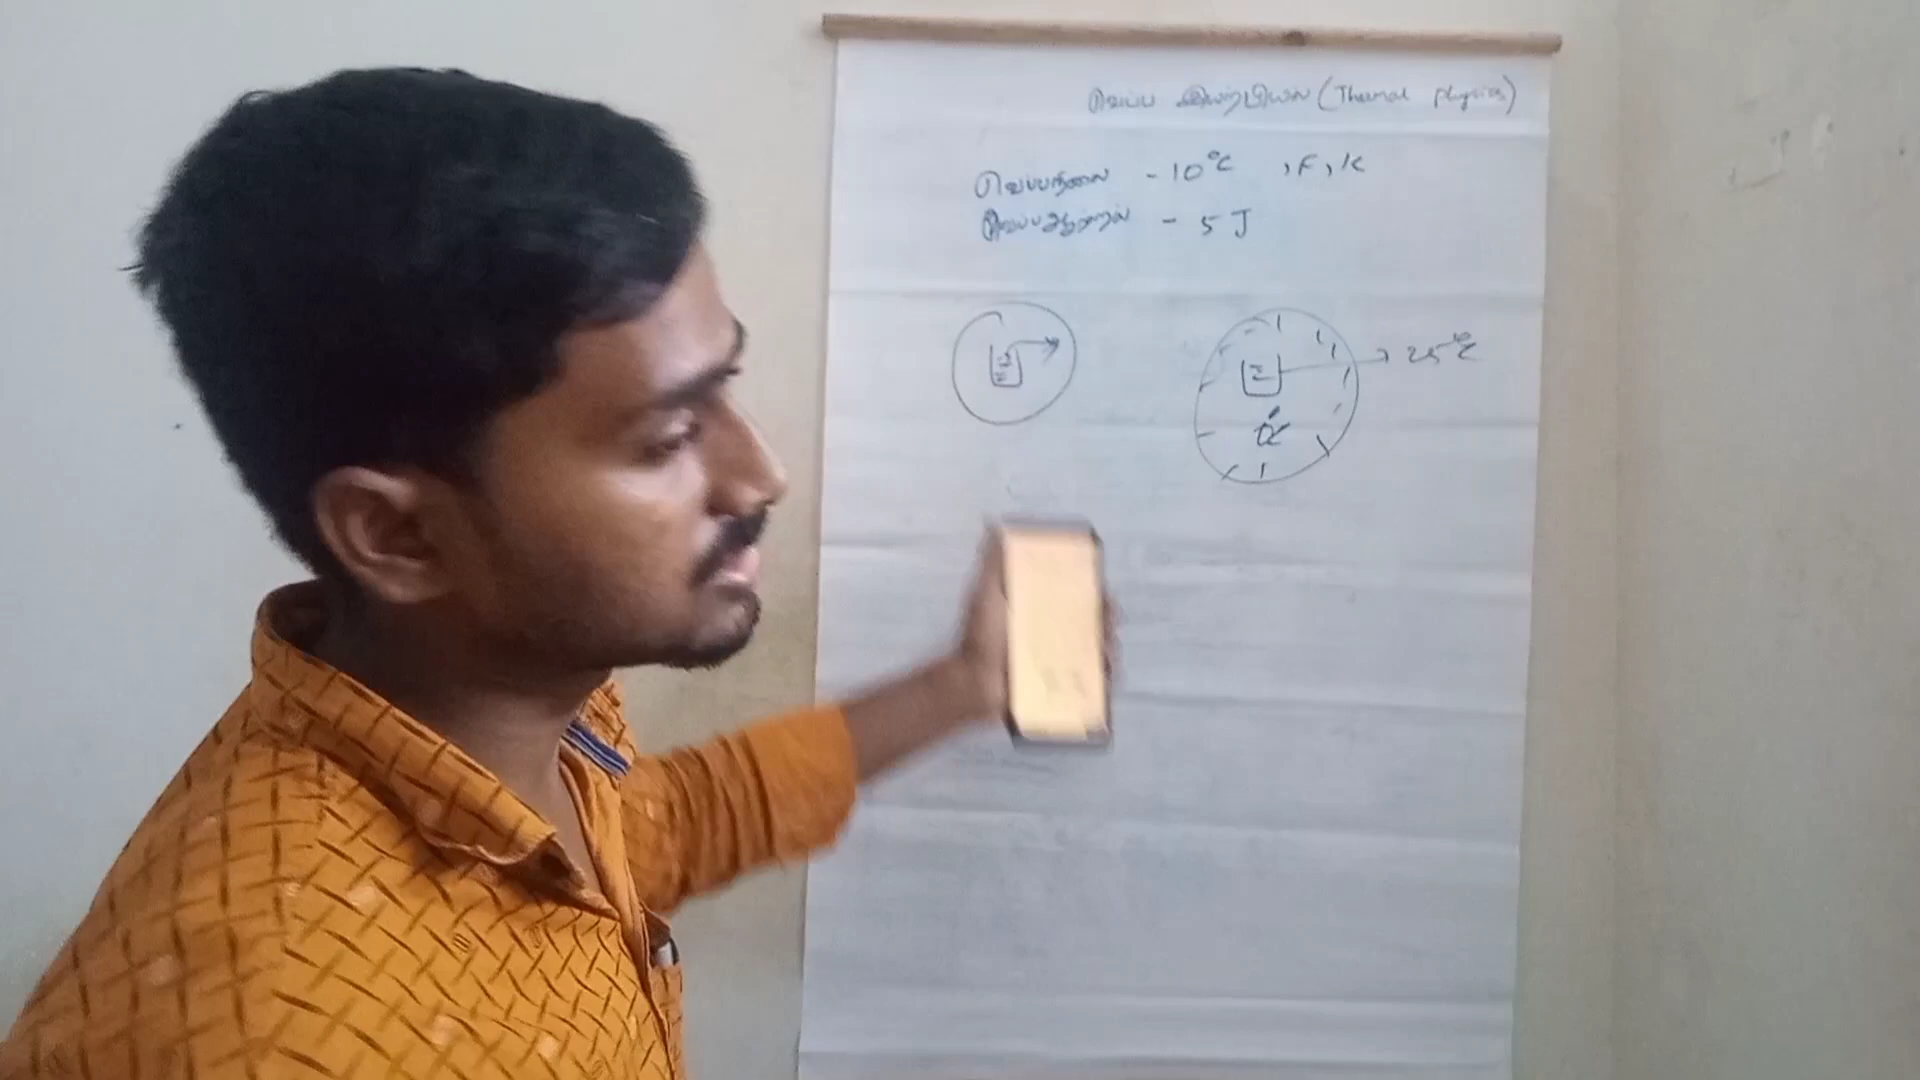 வெப்ப இயற்பியல் (Thermal physics)
வெப்பநிலை - 10°C , F, K
வெப்பஆற்றல் - 5 J
25°C